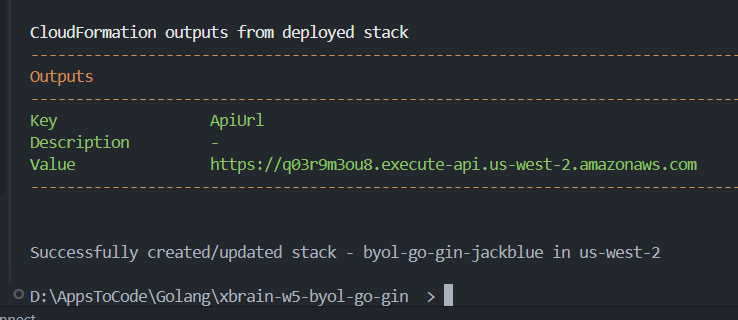 CloudFormation outputs from deployed stack
---------------------------------------------------------------------------------
Outputs
---------------------------------------------------------------------------------
Key ApiUrl
Description -
Value https://q03r9m3ou8.execute-api.us-west-2.amazonaws.com
---------------------------------------------------------------------------------
Successfully created/updated stack - byol-go-gin-jackblue in us-west-2
D:\AppsToCode\Golang\xbrain-w5-byol-go-gin >